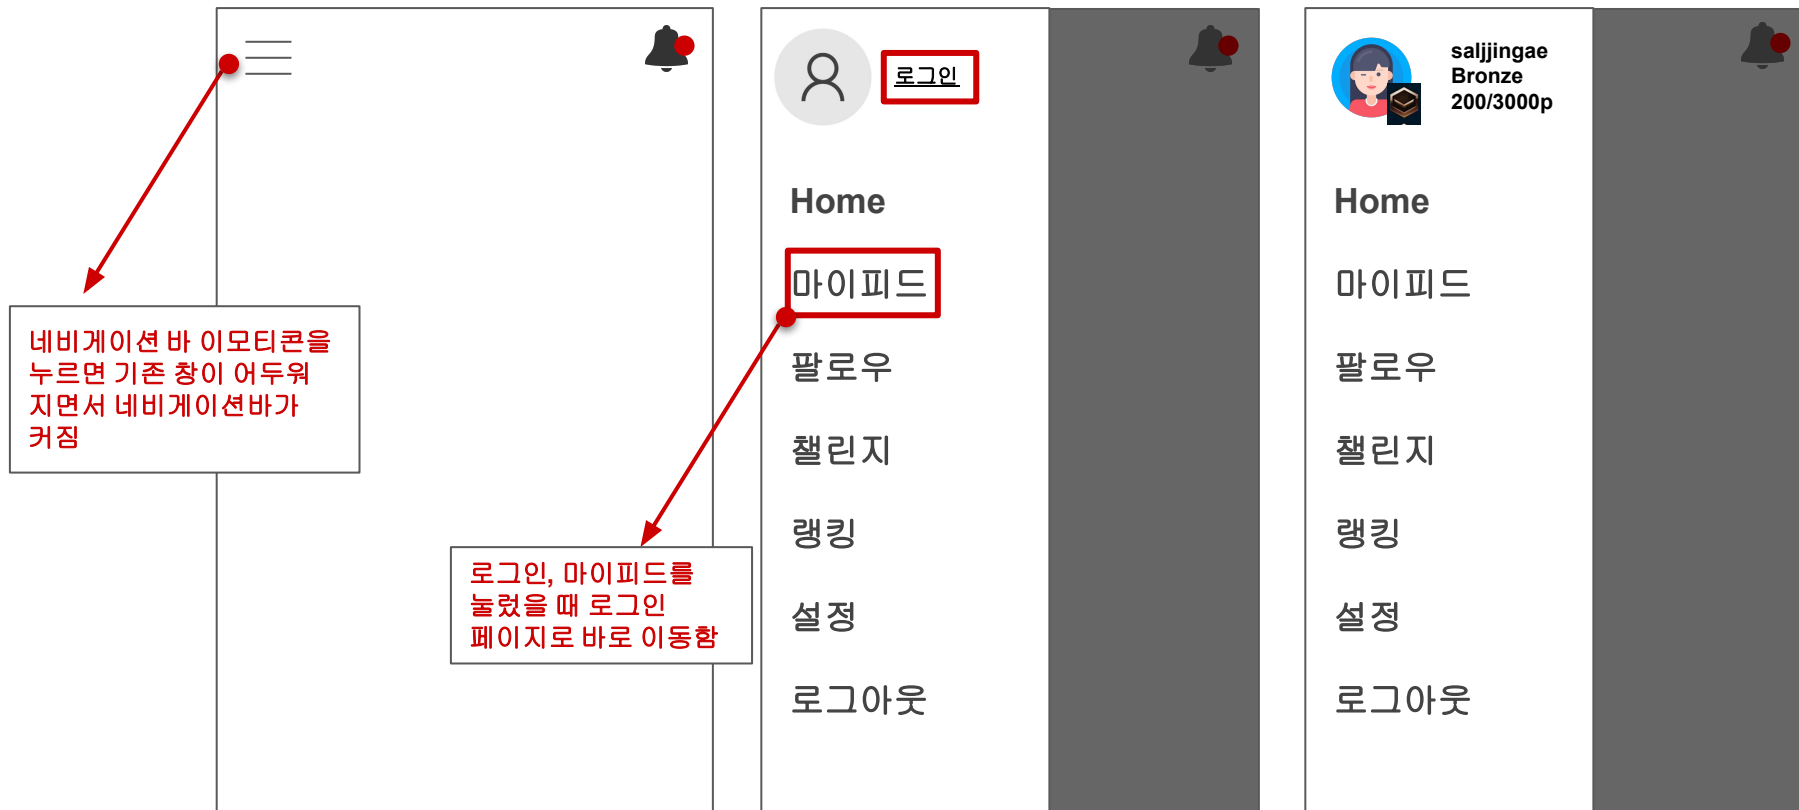 네비게이션 바 이모티콘을
누르면 기존 창이 어두워
지면서 네비게이션바가
커짐
로그인
Home
마이피드
팔로우
챌린지
랭킹
설정
로그아웃
로그인, 마이피드를
눌렀을 때 로그인
페이지로 바로 이동함
saljjingae
Bronze
200/3000p
Home
마이피드
팔로우
챌린지
랭킹
설정
로그아웃